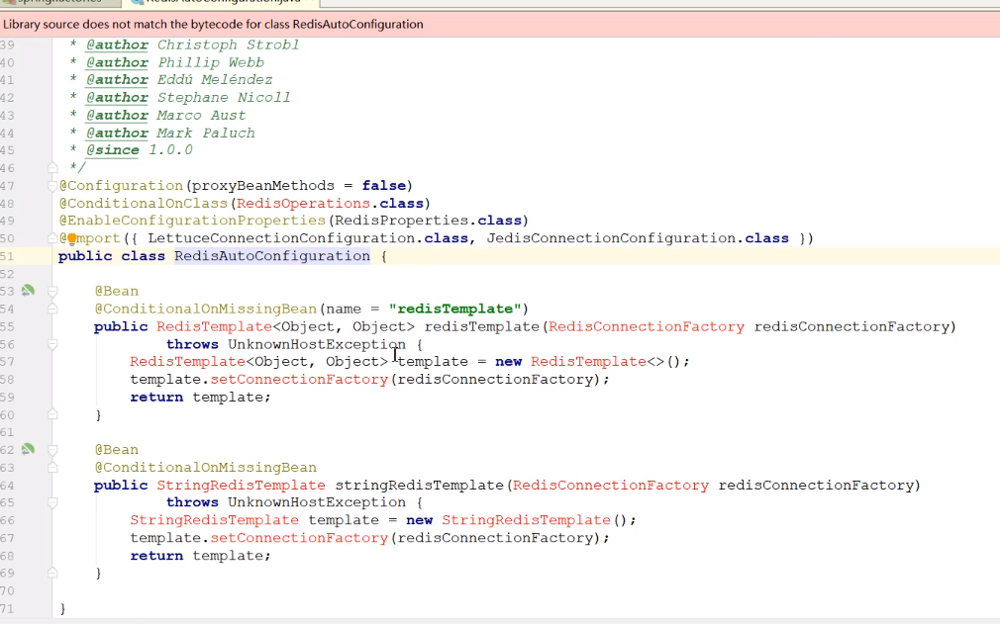 Library source does not match the bytecode for class RedisAutoConfiguration
39 * @author Christoph Strobl
40 * @author Phillip Webb
41 * @author Eddú Meléndez
42 * @author Stephane Nicoll
43 * @author Marco Aust
44 * @author Mark Paluch
45 * @since 1.0.0
46 */
47 @Configuration(proxyBeanMethods = false)
48 @ConditionalOnClass(RedisOperations.class)
49 @EnableConfigurationProperties(RedisProperties.class)
50 @Import({ LettuceConnectionConfiguration.class, JedisConnectionConfiguration.class })
51 public class RedisAutoConfiguration {
52
53 @Bean
54 @ConditionalOnMissingBean(name = "redisTemplate")
55 public RedisTemplate<Object, Object> redisTemplate(RedisConnectionFactory redisConnectionFactory)
56 throws UnknownHostException {
57 RedisTemplate<Object, Object> template = new RedisTemplate<>();
58 template.setConnectionFactory(redisConnectionFactory);
59 return template;
60 }
61
62 @Bean
63 @ConditionalOnMissingBean
64 public StringRedisTemplate stringRedisTemplate(RedisConnectionFactory redisConnectionFactory)
65 throws UnknownHostException {
66 StringRedisTemplate template = new StringRedisTemplate();
67 template.setConnectionFactory(redisConnectionFactory);
68 return template;
69 }
70
71 }